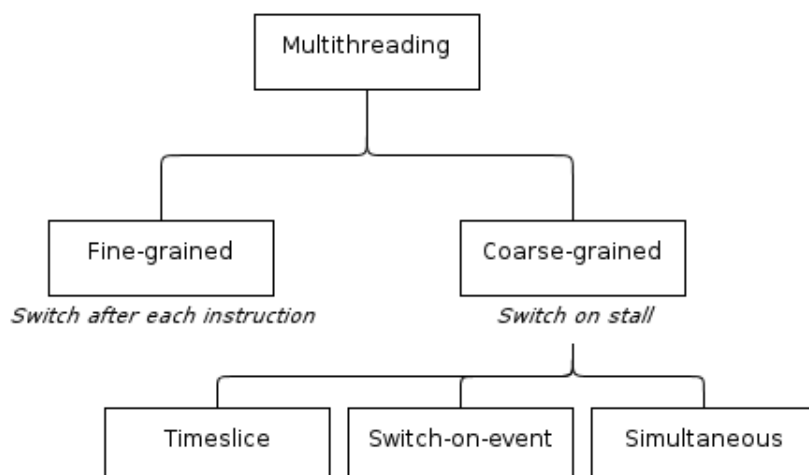 Multithreading
Fine-grained
Coarse-grained
Switch after each instruction
Switch on stall
Timeslice
Switch-on-event
Simultaneous